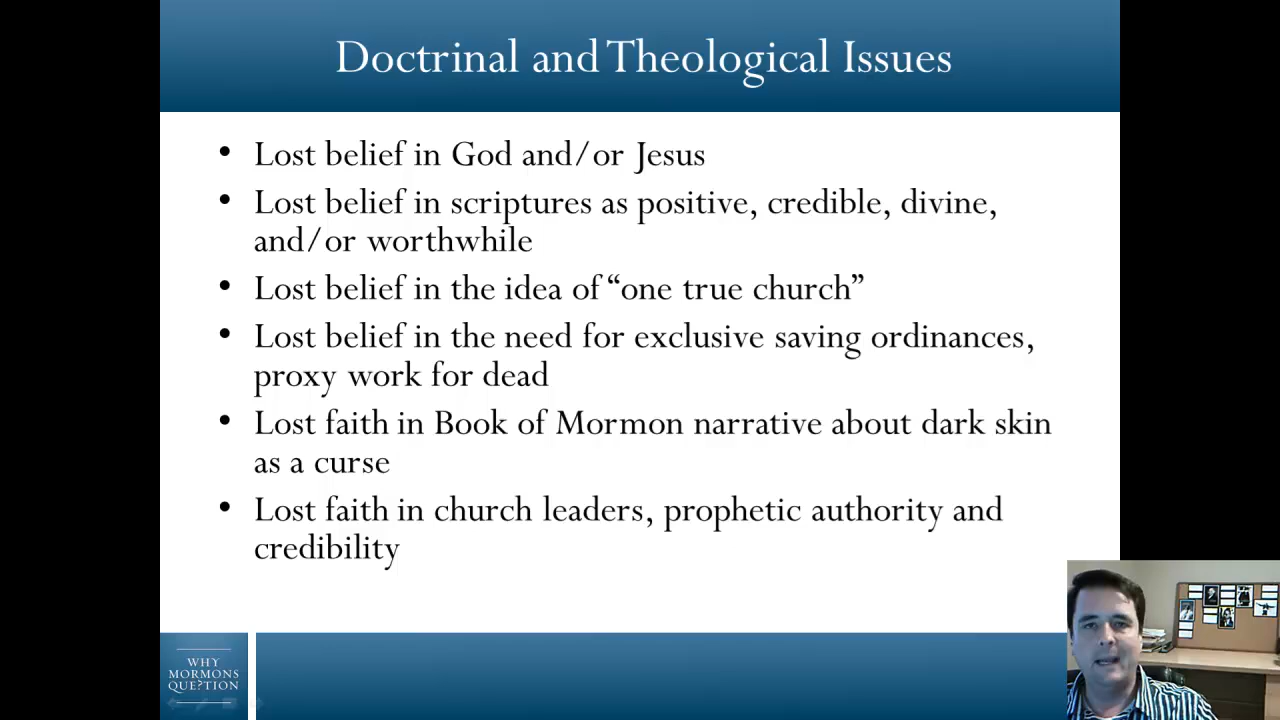 Doctrinal and Theological Issues
• Lost belief in God and/or Jesus
• Lost belief in scriptures as positive, credible, divine,
and/or worthwhile
• Lost belief in the idea of “one true church”
• Lost belief in the need for exclusive saving ordinances,
proxy work for dead
• Lost faith in Book of Mormon narrative about dark skin
as a curse
• Lost faith in church leaders, prophetic authority and
credibility
WHY
MORMONS
QUE?TION